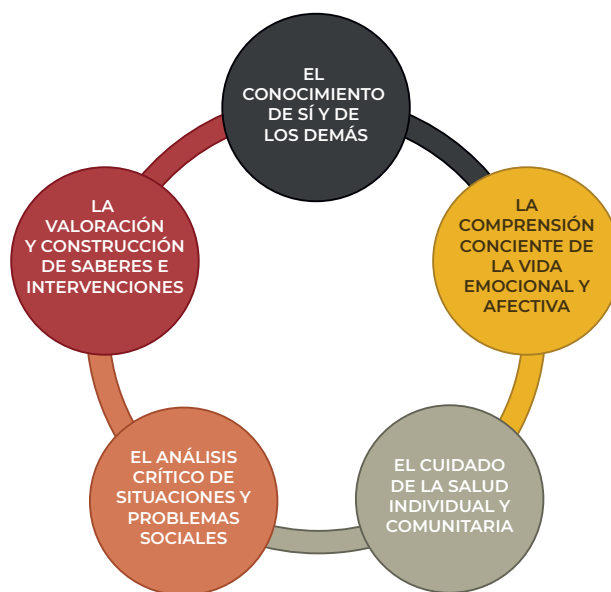 EL
CONOCIMIENTO
DE SÍ Y DE
LOS DEMÁS
LA
COMPRENSIÓN
CONCIENTE DE
LA VIDA
EMOCIONAL Y
AFECTIVA
EL CUIDADO
DE LA SALUD
INDIVIDUAL Y
COMUNITARIA
EL ANÁLISIS
CRÍTICO DE
SITUACIONES Y
PROBLEMAS
SOCIALES
LA
VALORACIÓN
Y CONSTRUCCIÓN
DE SABERES E
INTERVENCIONES